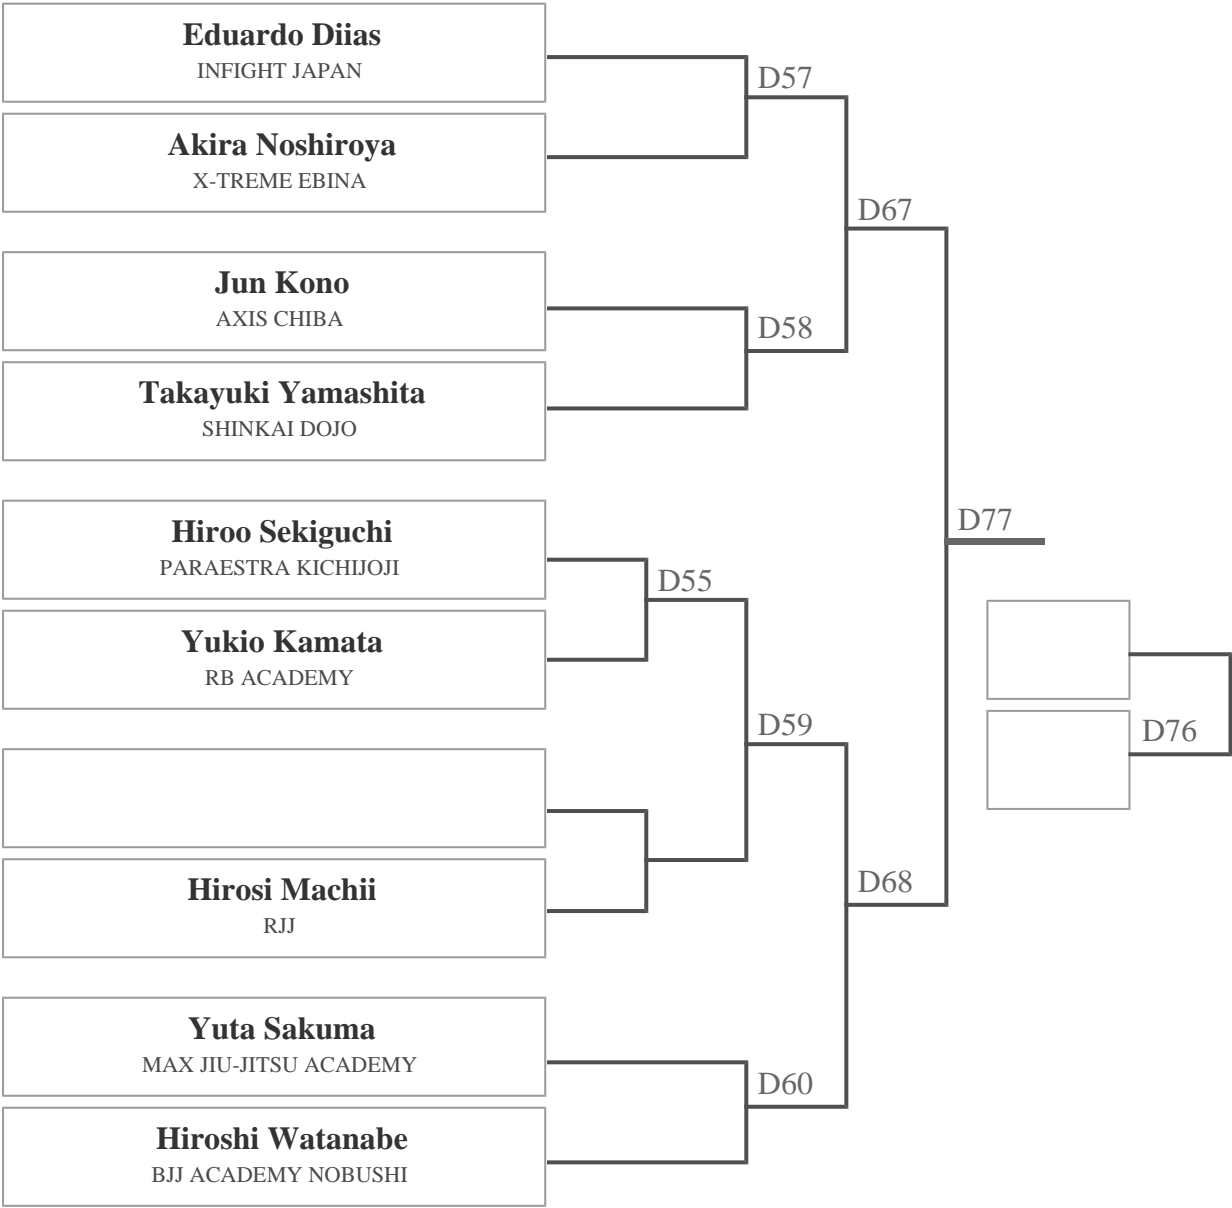 Eduardo Diias
INFIGHT JAPAN
D57
Akira Noshiroya
X-TREME EBINA
D67
Jun Kono
AXIS CHIBA
D58
Takayuki Yamashita
SHINKAI DOJO
Hiroo Sekiguchi
PARAESTRA KICHIJOJI
D77
D55
Yukio Kamata
RB ACADEMY
D59
D76
Hirosi Machii
RJJ
D68
Yuta Sakuma
MAX JIU-JITSU ACADEMY
D60
Hiroshi Watanabe
BJJ ACADEMY NOBUSHI